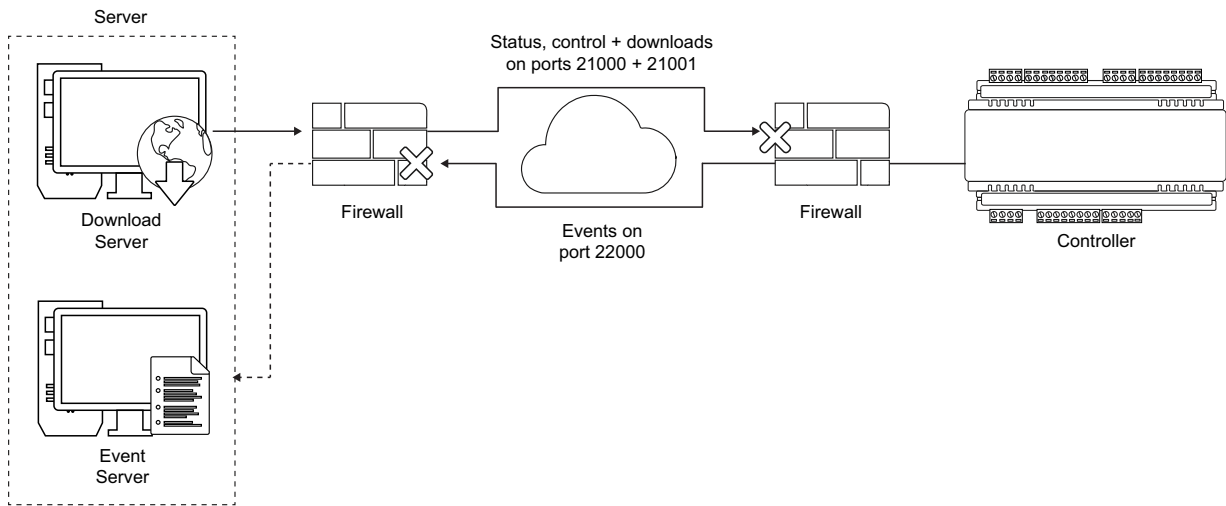 Server
Status, control + downloads
on ports 21000 + 21001
Download
Server
Firewall
Firewall
Events on
port 22000
Controller
Event
Server